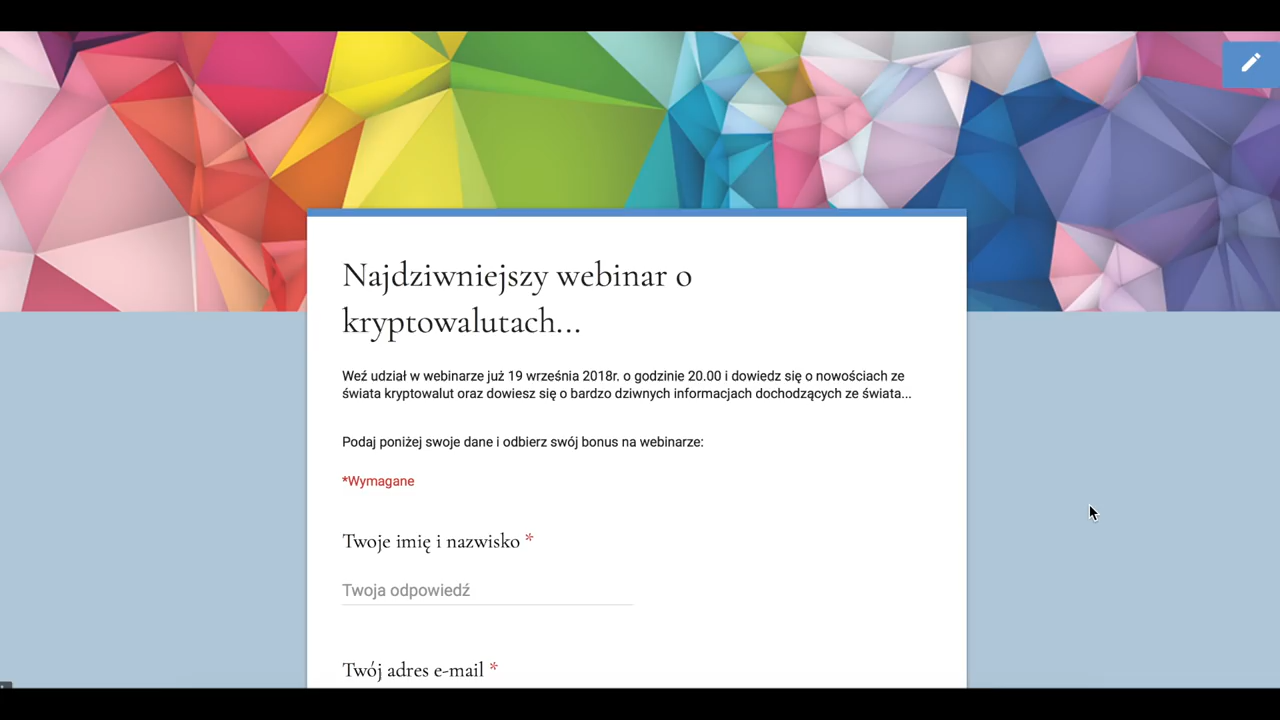 Najdziwniejszy webinar o
kryptowalutach...
Weź udział w webinarze już 19 września 2018r. o godzinie 20.00 i dowiedz się o nowościach ze
świata kryptowalut oraz dowiesz się o bardzo dziwnych informacjach dochodzących ze świata...
Podaj poniżej swoje dane i odbierz swój bonus na webinarze:
*Wymagane
Twoje imię i nazwisko *
Twoja odpowiedź
Twój adres e-mail *